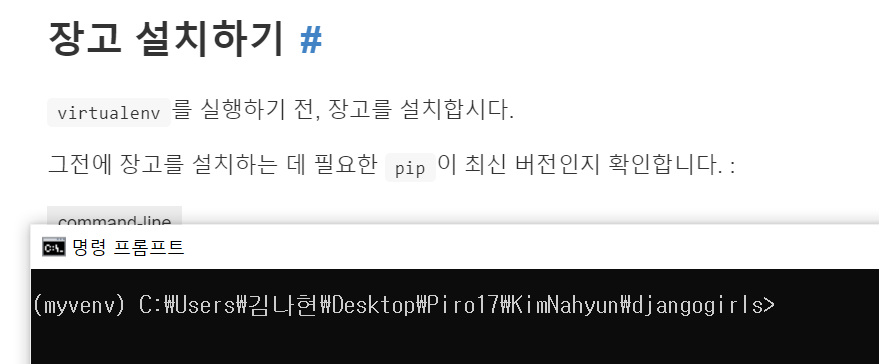 장고 설치하기 #
virtualenv 를 실행하기 전, 장고를 설치합시다.
그전에 장고를 설치하는 데 필요한 pip 이 최신 버전인지 확인합니다. :
command-line
명령 프롬프트
(myvenv) C:₩Users₩김나현₩Desktop₩Piro17₩KimNahyun₩djangogirls>